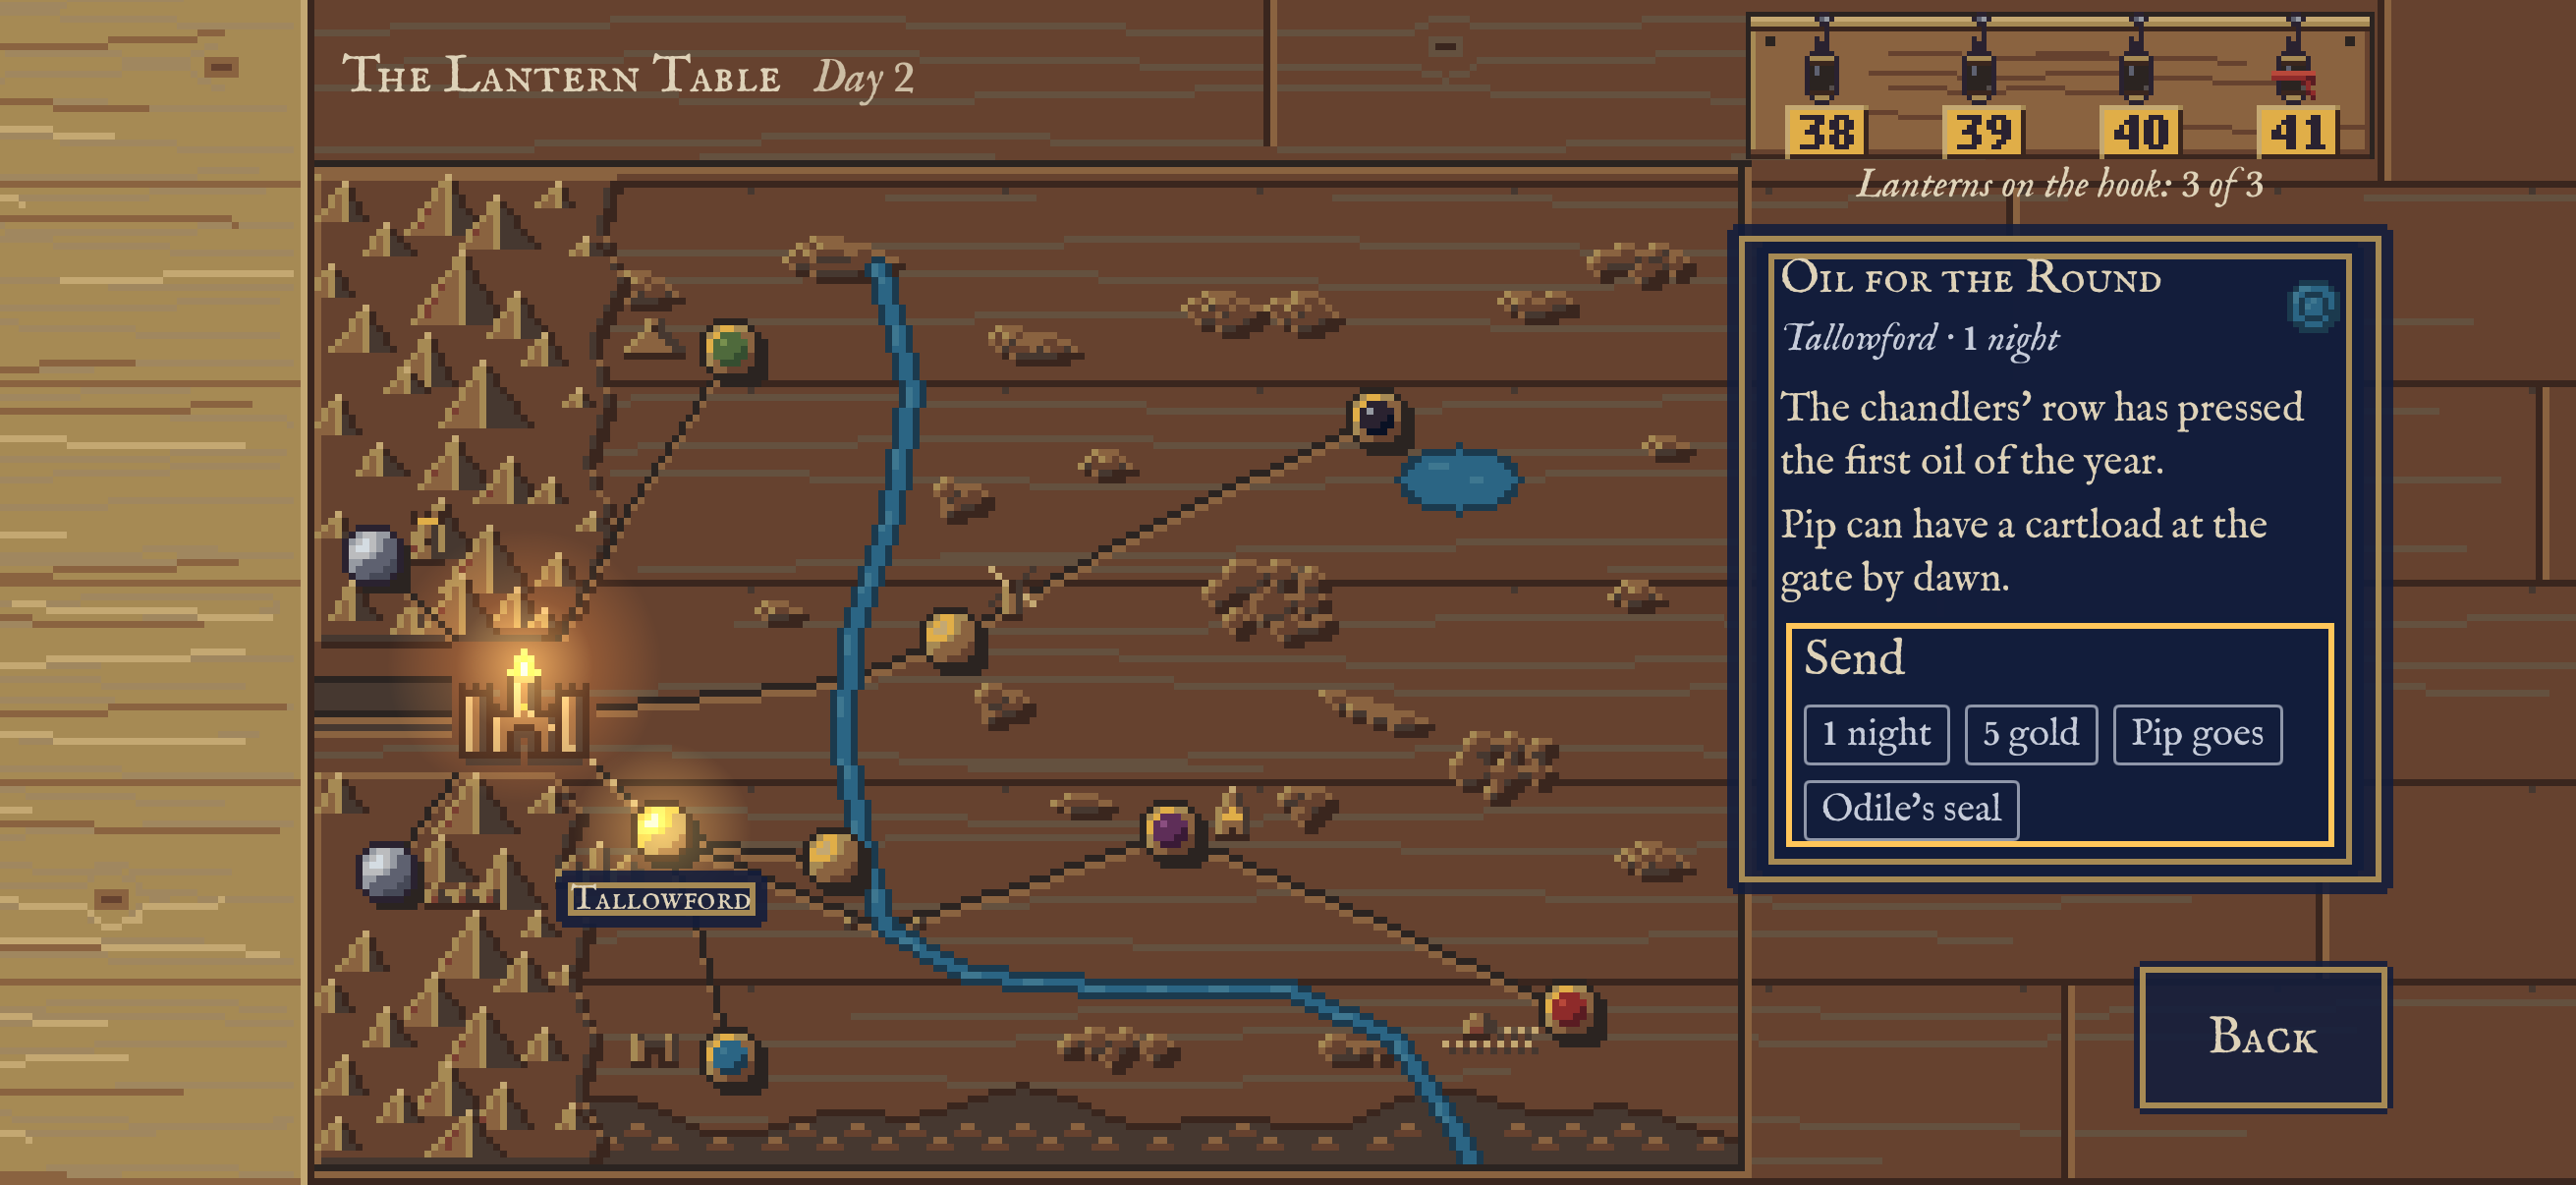 The Lantern Table Day 2
38 39 40 41
Lanterns on the hook: 3 of 3
Oil for the Round
Tallowford · 1 night
The chandlers’ row has pressed
the first oil of the year.
Pip can have a cartload at the
gate by dawn.
Send
1 night 5 gold Pip goes
Odile’s seal
Tallowford
Back